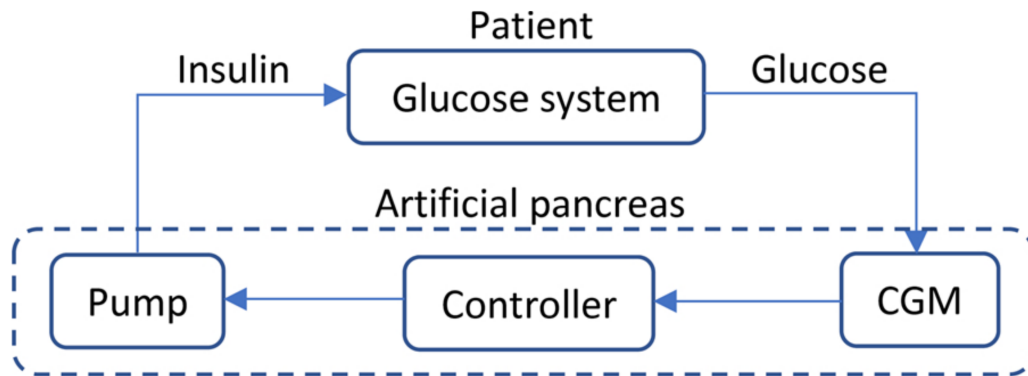 Patient
Insulin
Glucose system
Glucose
Artificial pancreas
Pump
Controller
CGM